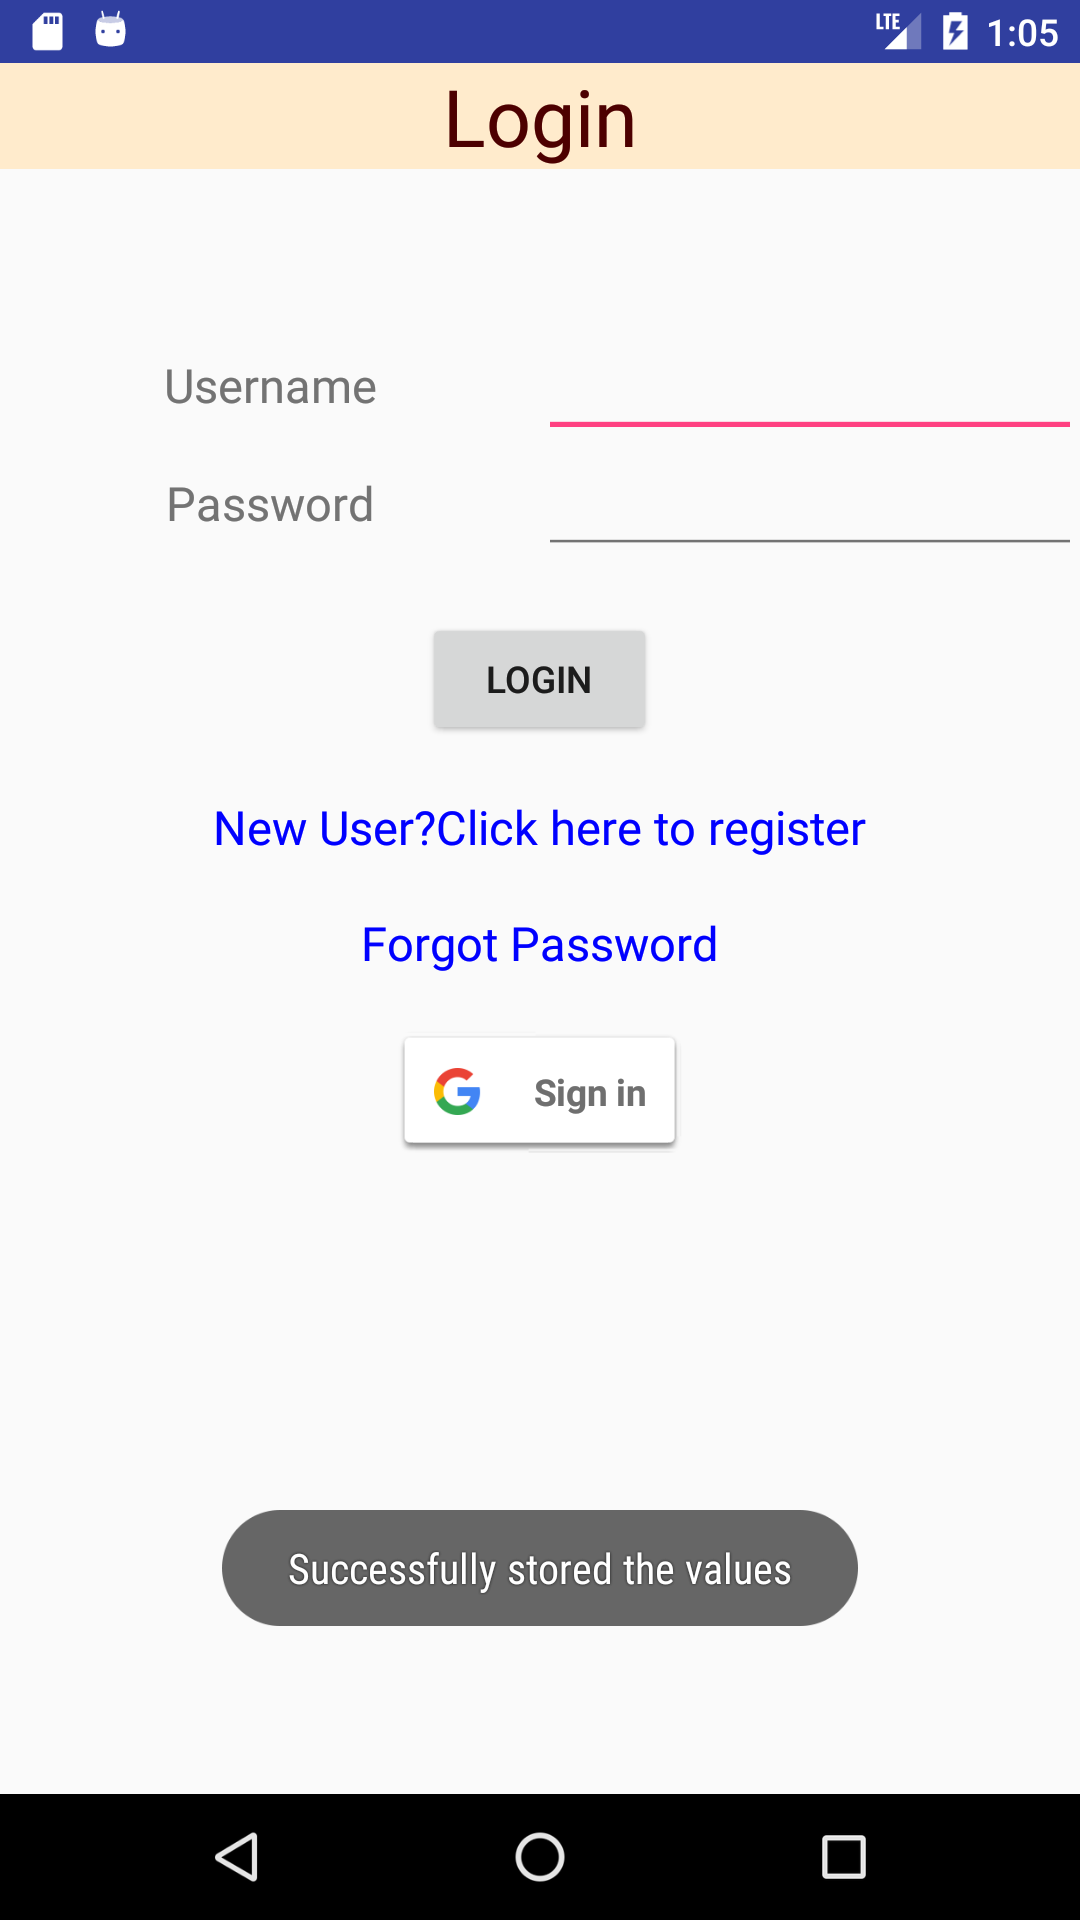 LTE 1:05
Login
Username
Password
LOGIN
New User?Click here to register
Forgot Password
Sign in
Successfully stored the values